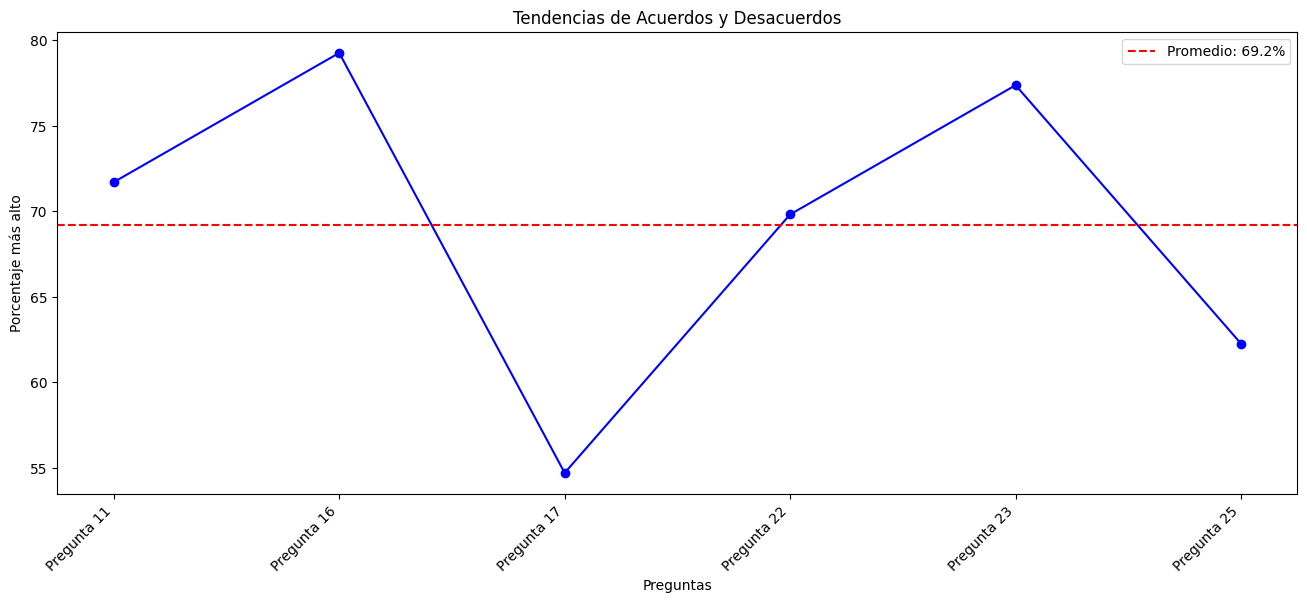 Tendencias de Acuerdos y Desacuerdos
Promedio: 69.2%
Porcentaje más alto
80
75
70
65
60
55
Pregunta 11
Pregunta 16
Pregunta 17
Pregunta 22
Pregunta 23
Pregunta 25
Preguntas